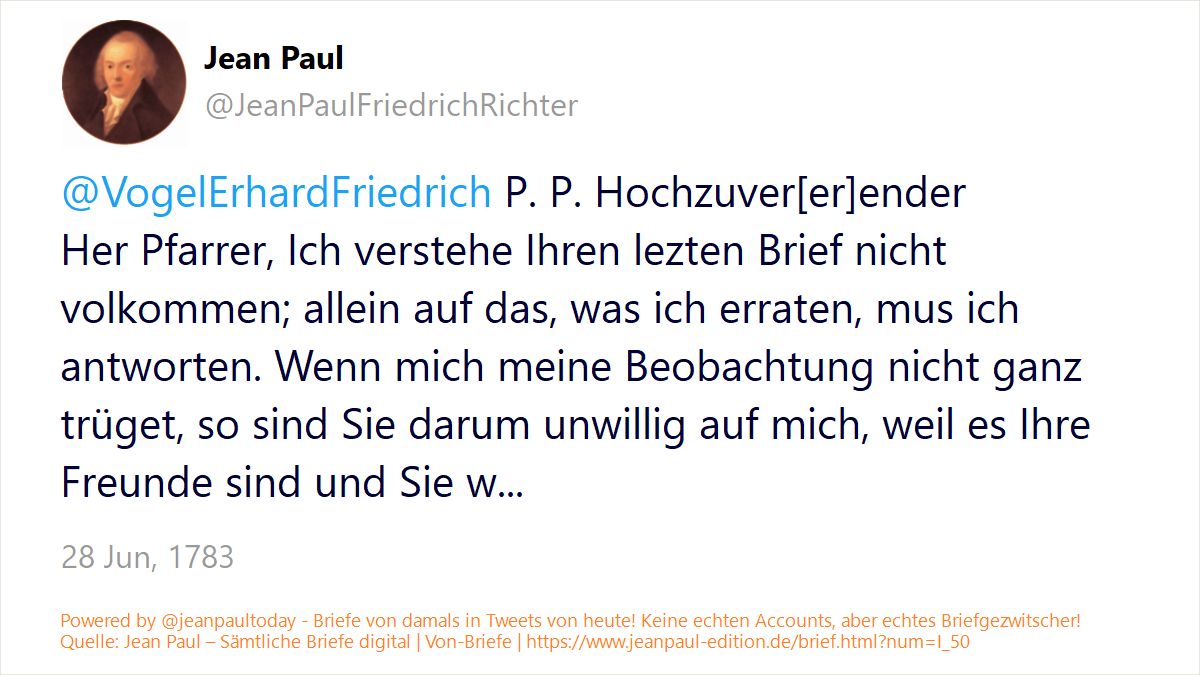 Jean Paul
@JeanPaulFriedrichRichter
@VogelErhardFriedrich P. P. Hochzuver[er]ender
Her Pfarrer, Ich verstehe Ihren lezten Brief nicht
volkommen; allein auf das, was ich erraten, mus ich
antworten. Wenn mich meine Beobachtung nicht ganz
trüget, so sind Sie darum unwillig auf mich, weil es Ihre
Freunde sind und Sie w...
28 Jun, 1783
Powered by @jeanpaultoday - Briefe von damals in Tweets von heute! Keine echten Accounts, aber echtes Briefgezwitscher!
Quelle: Jean Paul – Sämtliche Briefe digital | Von-Briefe | https://www.jeanpaul-edition.de/brief.html?num=I_50